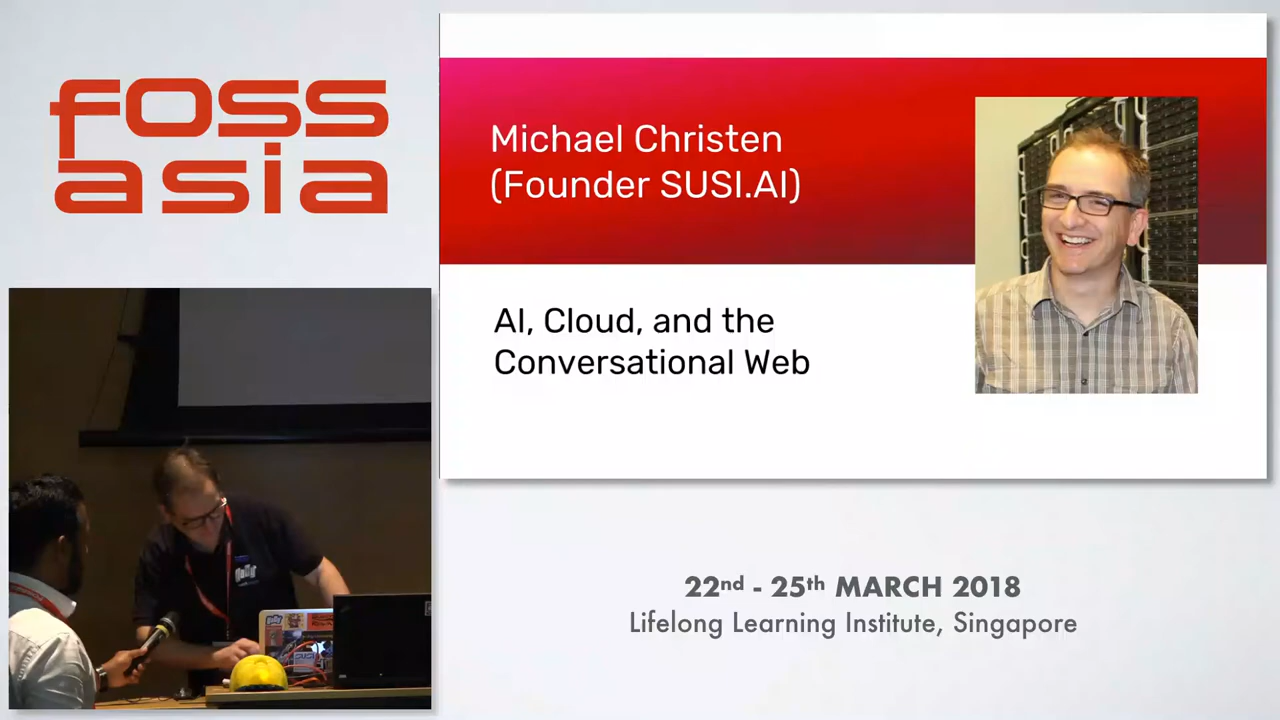 foss
asia
Michael Christen
(Founder SUSI.AI)
AI, Cloud, and the
Conversational Web
22nd - 25th MARCH 2018
Lifelong Learning Institute, Singapore